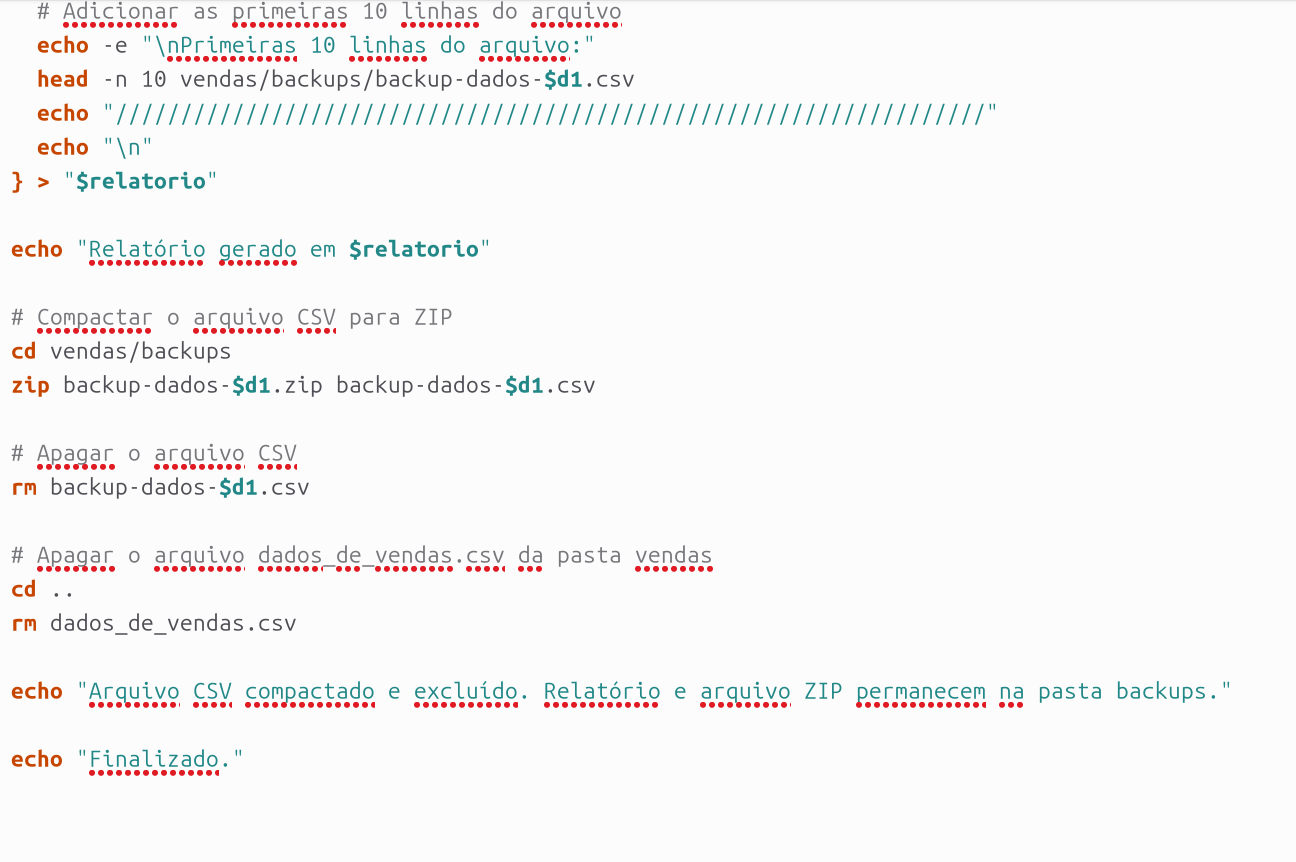 # Adicionar as primeiras 10 linhas do arquivo
echo -e "\nPrimeiras 10 linhas do arquivo:"
head -n 10 vendas/backups/backup-dados-$d1.csv
echo "///////////////////////////////////////////////////////////////////"
echo "\n"
} > "$relatorio"
echo "Relatório gerado em $relatorio"
# Compactar o arquivo CSV para ZIP
cd vendas/backups
zip backup-dados-$d1.zip backup-dados-$d1.csv
# Apagar o arquivo CSV
rm backup-dados-$d1.csv
# Apagar o arquivo dados_de_vendas.csv da pasta vendas
cd ..
rm dados_de_vendas.csv
echo "Arquivo CSV compactado e excluído. Relatório e arquivo ZIP permanecem na pasta backups."
echo "Finalizado."